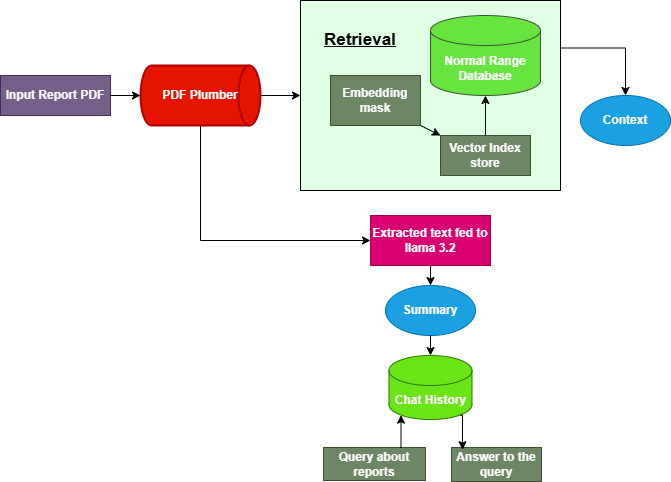 Retrieval
Normal Range
Database
Input Report PDF
PDF Plumber
Embedding
mask
Context
Vector Index
store
Extracted text fed to
llama 3.2
Summary
Chat History
Query about
reports
Answer to the
query